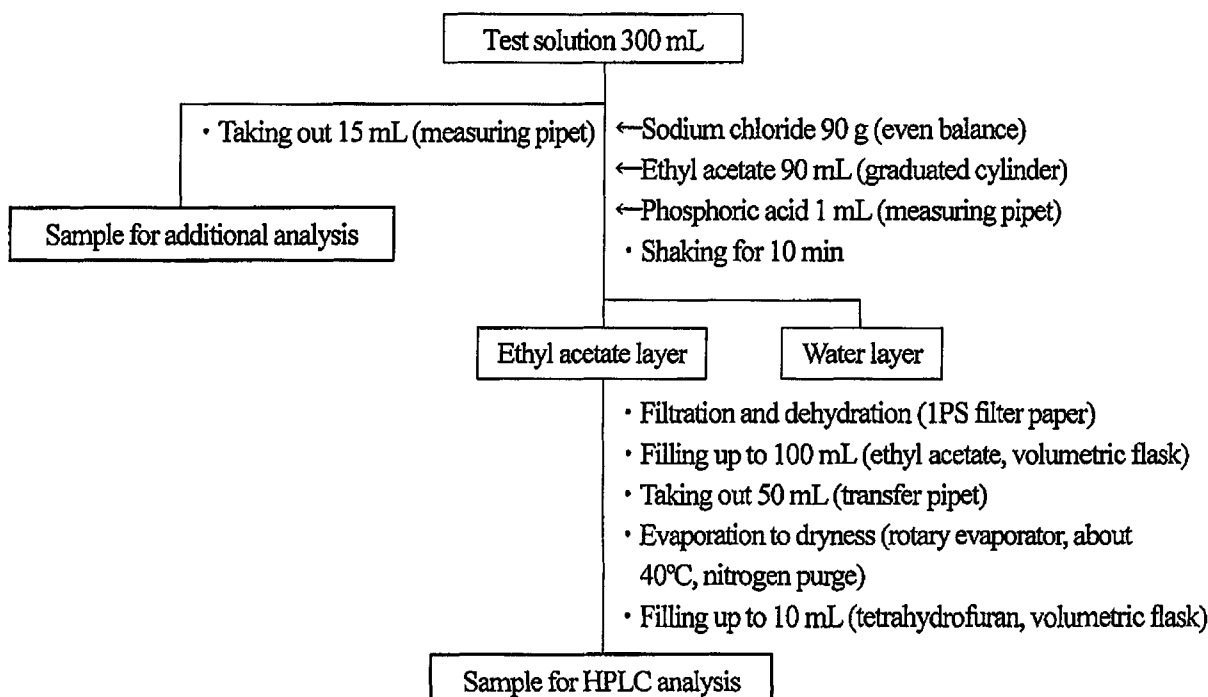 Test solution 300 mL
・Taking out 15 mL (measuring pipet)
←Sodium chloride 90 g (even balance)
←Ethyl acetate 90 mL (graduated cylinder)
←Phosphoric acid 1 mL (measuring pipet)
・Shaking for 10 min
Sample for additional analysis
Ethyl acetate layer
Water layer
・Filtration and dehydration (1PS filter paper)
・Filling up to 100 mL (ethyl acetate, volumetric flask)
・Taking out 50 mL (transfer pipet)
・Evaporation to dryness (rotary evaporator, about
40℃, nitrogen purge)
・Filling up to 10 mL (tetrahydrofuran, volumetric flask)
Sample for HPLC analysis